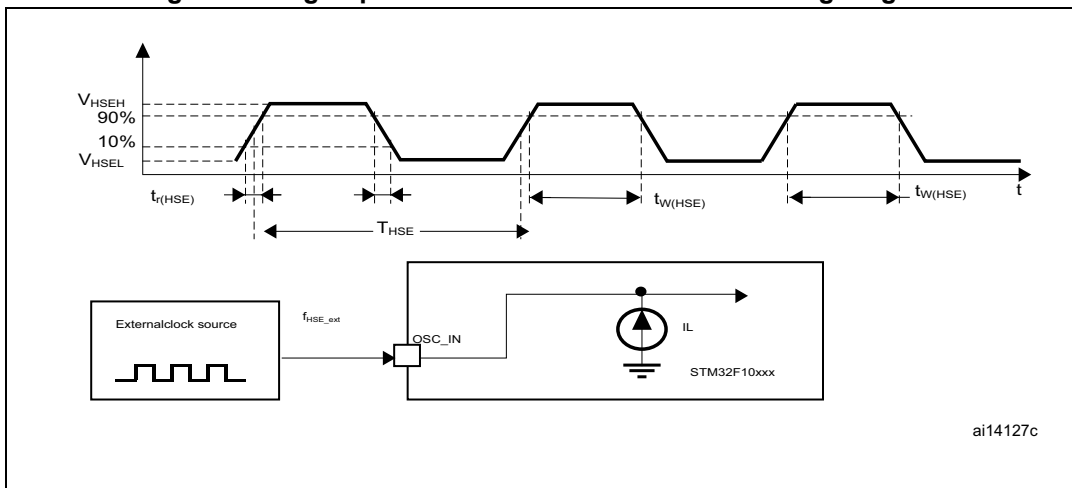 V_HSEH
90%
10%
V_HSEL
t_r(HSE)
T_HSE
t_W(HSE)
t_W(HSE)
t
Externalclock source
f_HSE_ext
OSC_IN
IL
STM32F10xxx
ai14127c